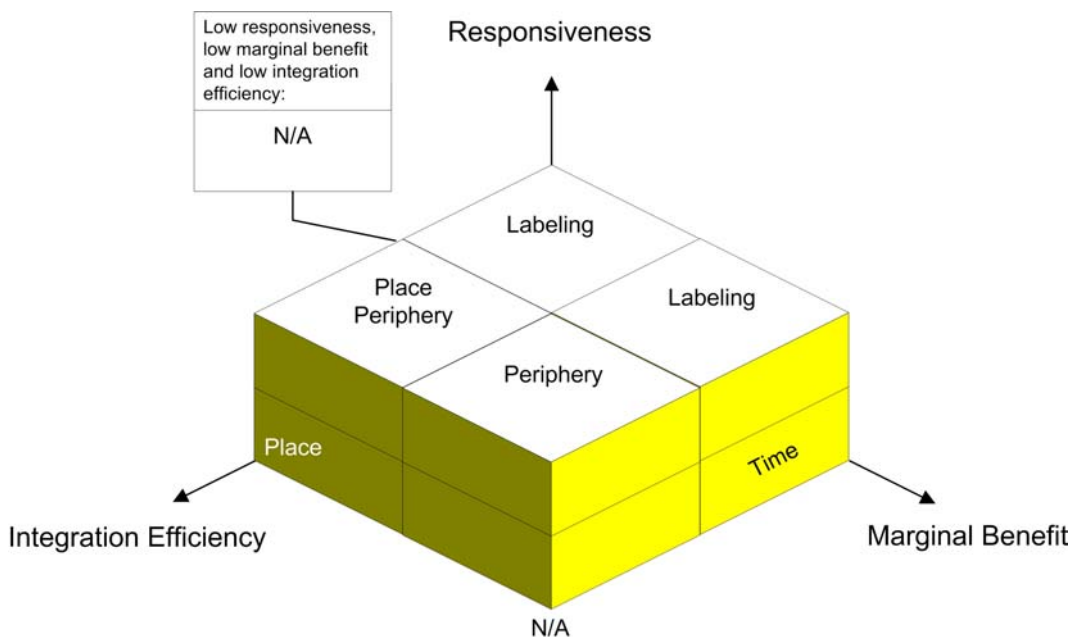 Low responsiveness,
low marginal benefit
and low integration
efficiency:
N/A
Responsiveness
Labeling
Place
Periphery
Labeling
Periphery
Place
Time
Integration Efficiency
Marginal Benefit
N/A